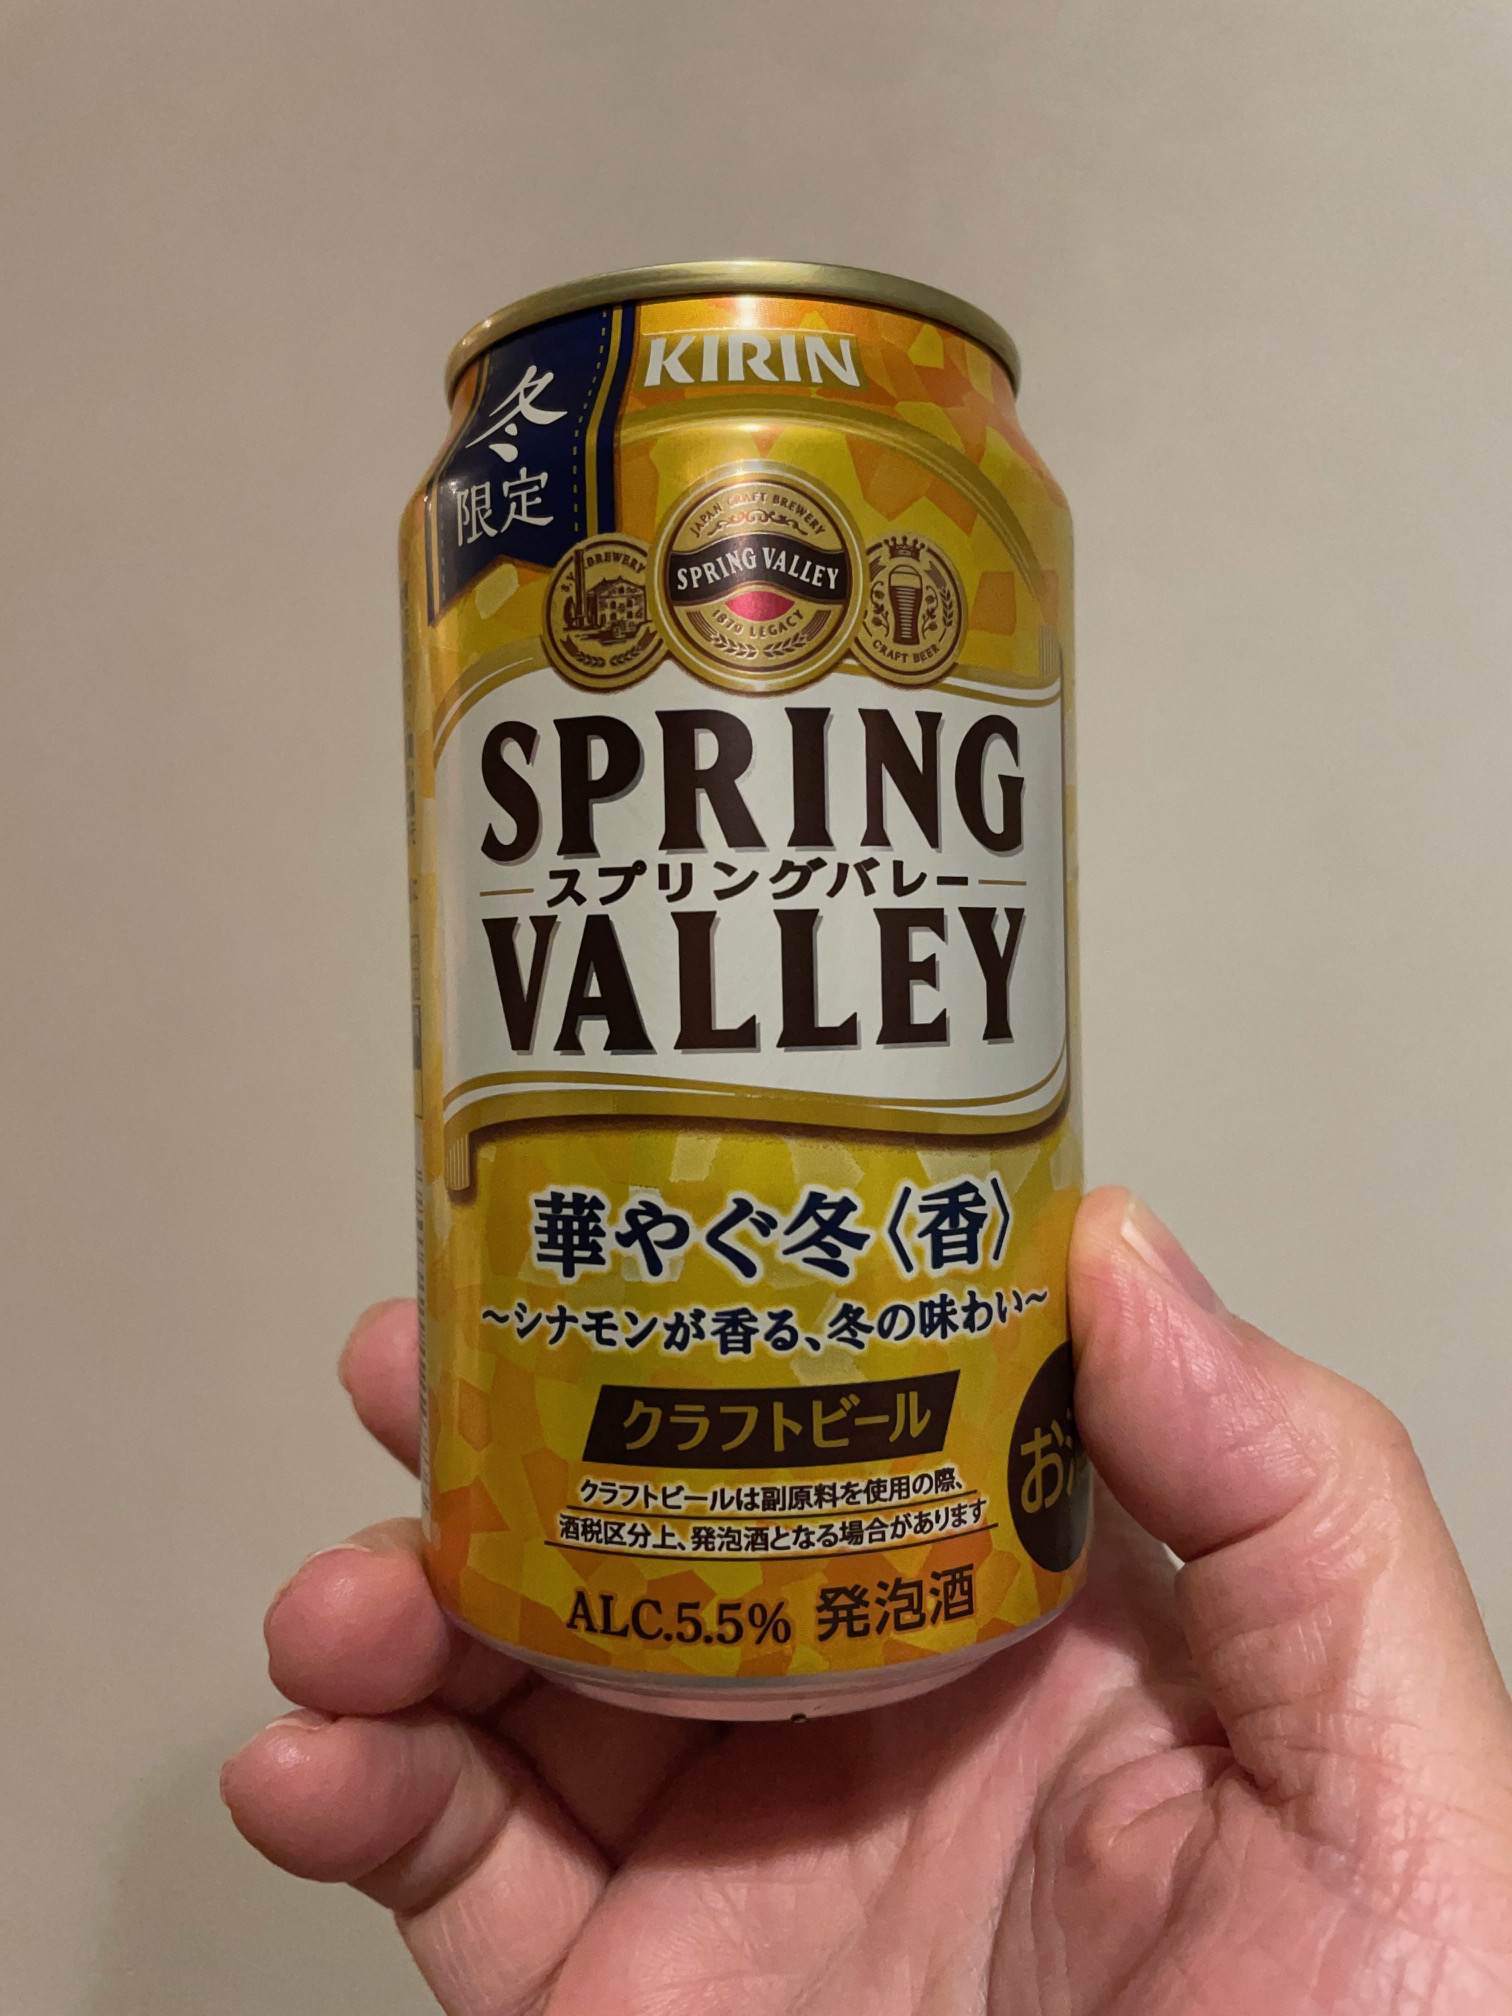 KIRIN
冬
限定
JAPAN CRAFT BREWERY
SPRING VALLEY
1870 LEGACY
S.V. BREWERY
CRAFT BEER
SPRING
スプリングバレー
VALLEY
華やぐ冬〈香〉
～シナモンが香る、冬の味わい～
クラフトビール
クラフトビールは副原料を使用の際、
酒税区分上、発泡酒となる場合があります
お
ALC.5.5% 発泡酒